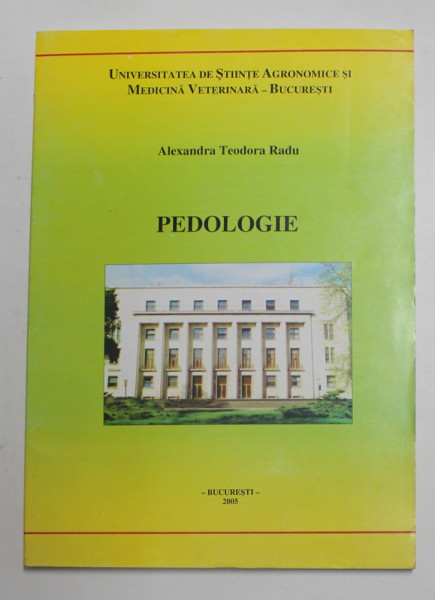 UNIVERSITATEA DE ȘTIINȚE AGRONOMICE ȘI
MEDICINĂ VETERINARĂ – BUCUREȘTI
Alexandra Teodora Radu
PEDOLOGIE
– BUCUREȘTI –
2005